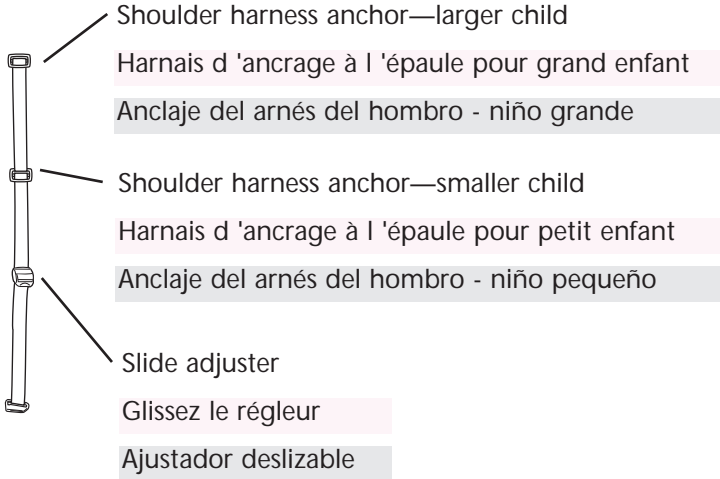 Shoulder harness anchor—larger child
Harnais d 'ancrage à l 'épaule pour grand enfant
Anclaje del arnés del hombro - niño grande
Shoulder harness anchor—smaller child
Harnais d 'ancrage à l 'épaule pour petit enfant
Anclaje del arnés del hombro - niño pequeño
Slide adjuster
Glissez le régleur
Ajustador deslizable